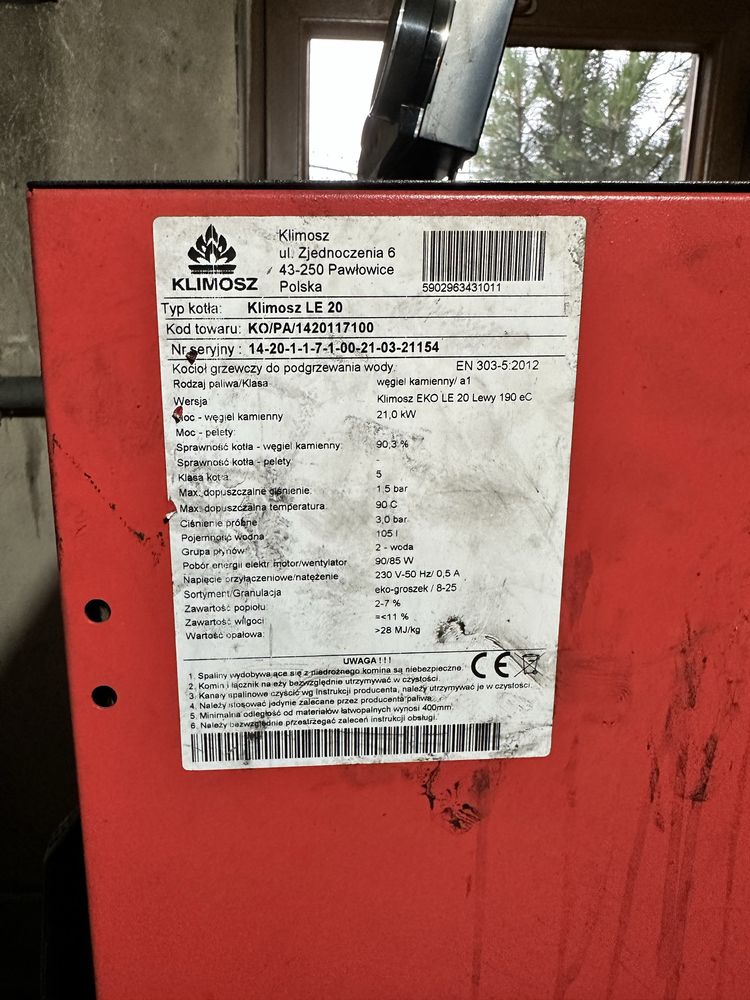 KLIMOSZ
Klimosz
ul. Zjednoczenia 6
43-250 Pawłowice
Polska
5902963431011
Typ kotła: Klimosz LE 20
Kod towaru: KO/PA/1420117100
Nr seryjny : 14-20-1-1-7-1-00-21-03-21154
Kocioł grzewczy do podgrzewania wody. EN 303-5:2012
Rodzaj paliwa/Klasa węgiel kamienny/ a1
Wersja Klimosz EKO LE 20 Lewy 190 eC
Moc - węgiel kamienny 21,0 kW
Moc - pelety:
Sprawność kotła - węgiel kamienny: 90,3 %
Sprawność kotła - pelety -
Klasa kotła: 5
Max. dopuszczalne ciśnienie: 1,5 bar
Max. dopuszczalna temperatura 90 C
Ciśnienie próbne 3,0 bar
Pojemność wodna 105 l
Grupa płynów: 2 - woda
Pobór energii elektr motor/wentylator 90/85 W
Napięcie przyłączeniowe/natężenie 230 V-50 Hz/ 0,5 A
Sortyment/Granulacja eko-groszek / 8-25
Zawartość popiołu: 2-7 %
Zawartość wilgoci: =<11 %
Wartość opałowa: >28 MJ/kg
UWAGA ! ! !
1. Spaliny wydobywające się z niedrożnego komina są niebezpieczne.
2. Komin i łącznik należy bezwzględnie utrzymywać w czystości.
3. Kanały spalinowe czyścić wg instrukcji producenta, należy utrzymywać je w czystości.
4. Należy stosować jedynie zalecane przez producenta paliwa.
5. Minimalna odległość od materiałów łatwopalnych wynosi 400mm.
6. Należy bezwzględnie przestrzegać zaleceń instrukcji obsługi.
CE